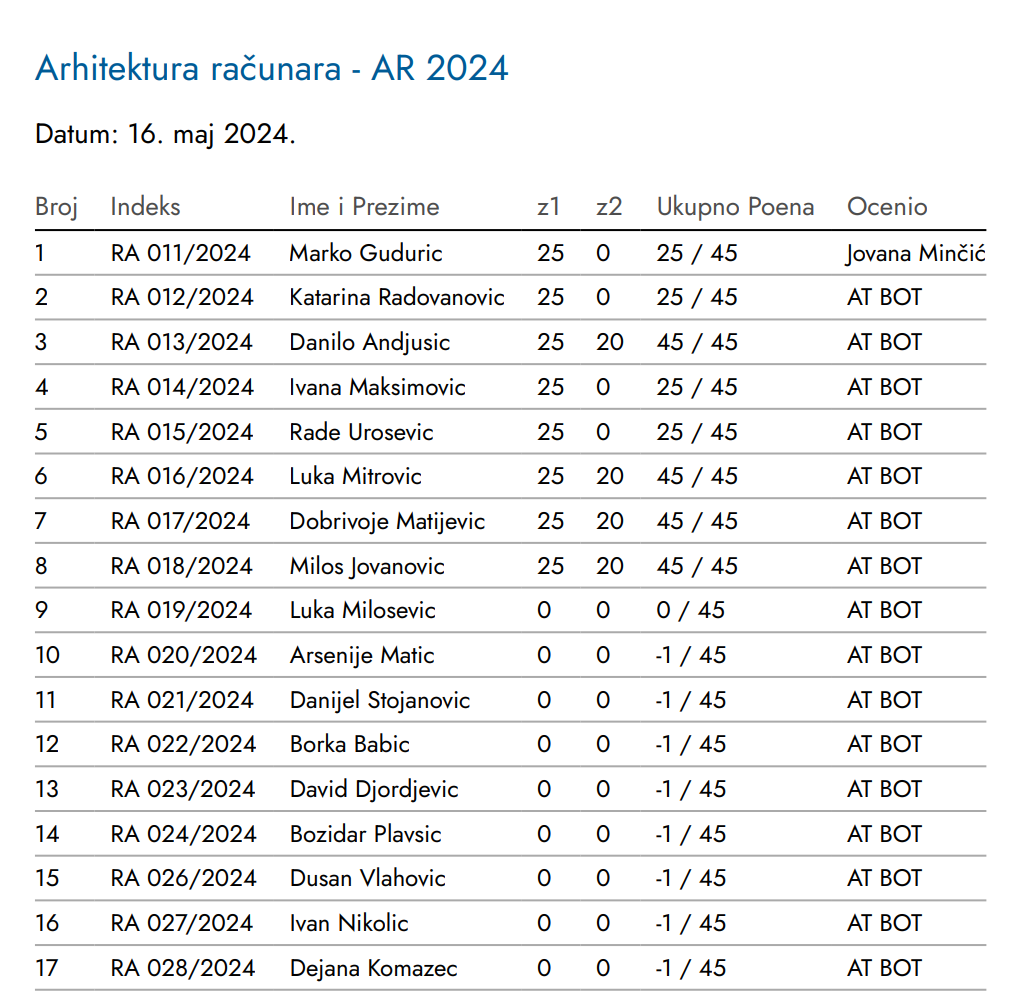 Arhitektura računara - AR 2024
Datum: 16. maj 2024.
Broj Indeks Ime i Prezime z1 z2 Ukupno Poena Ocenio
1 RA 011/2024 Marko Guduric 25 0 25 / 45 Jovana Minčić
2 RA 012/2024 Katarina Radovanovic 25 0 25 / 45 AT BOT
3 RA 013/2024 Danilo Andjusic 25 20 45 / 45 AT BOT
4 RA 014/2024 Ivana Maksimovic 25 0 25 / 45 AT BOT
5 RA 015/2024 Rade Urosevic 25 0 25 / 45 AT BOT
6 RA 016/2024 Luka Mitrovic 25 20 45 / 45 AT BOT
7 RA 017/2024 Dobrivoje Matijevic 25 20 45 / 45 AT BOT
8 RA 018/2024 Milos Jovanovic 25 20 45 / 45 AT BOT
9 RA 019/2024 Luka Milosevic 0 0 0 / 45 AT BOT
10 RA 020/2024 Arsenije Matic 0 0 -1 / 45 AT BOT
11 RA 021/2024 Danijel Stojanovic 0 0 -1 / 45 AT BOT
12 RA 022/2024 Borka Babic 0 0 -1 / 45 AT BOT
13 RA 023/2024 David Djordjevic 0 0 -1 / 45 AT BOT
14 RA 024/2024 Bozidar Plavsic 0 0 -1 / 45 AT BOT
15 RA 026/2024 Dusan Vlahovic 0 0 -1 / 45 AT BOT
16 RA 027/2024 Ivan Nikolic 0 0 -1 / 45 AT BOT
17 RA 028/2024 Dejana Komazec 0 0 -1 / 45 AT BOT